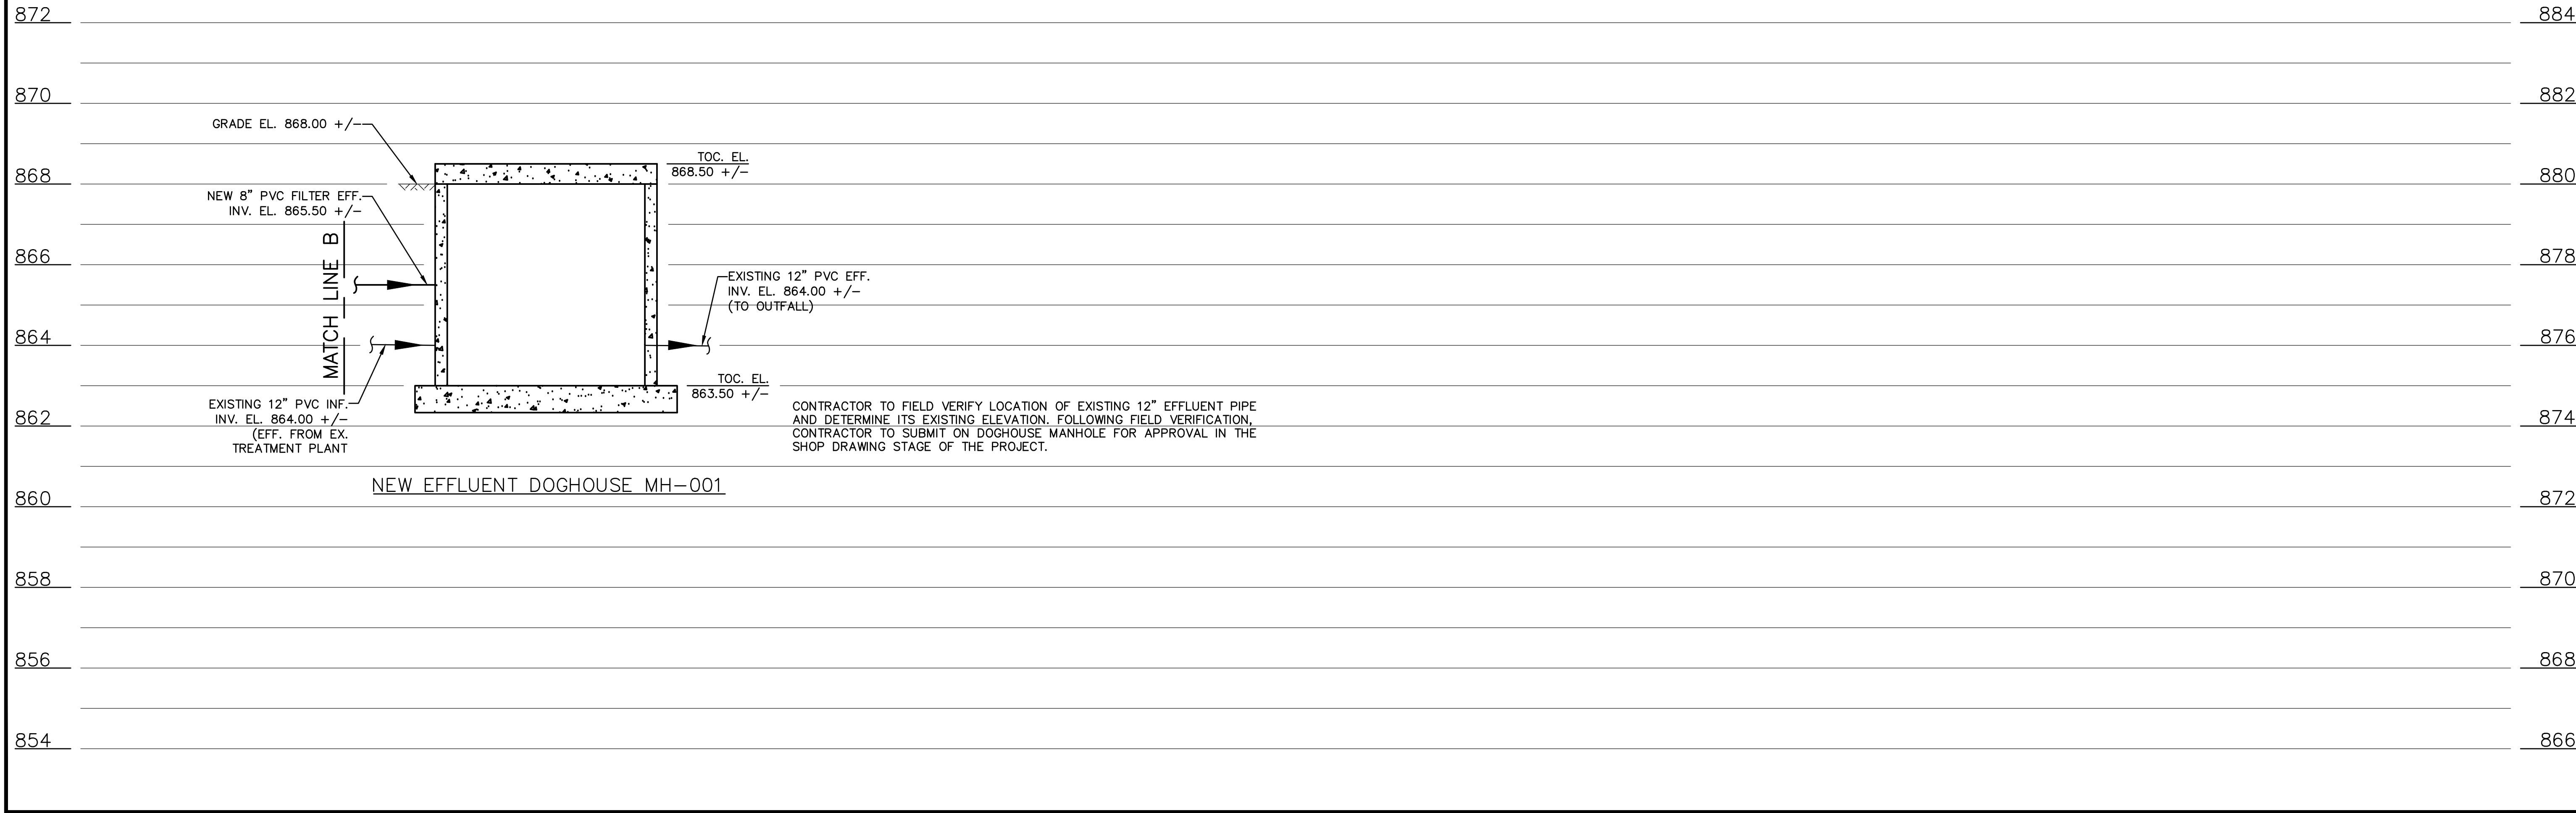 872
870
868
866
864
862
860
858
856
854
GRADE EL. 868.00 +/-
NEW 8" PVC FILTER EFF.
INV. EL. 865.50 +/-
MATCH LINE B
EXISTING 12" PVC INF.
INV. EL. 864.00 +/-
(EFF. FROM EX.
TREATMENT PLANT
TOC. EL.
868.50 +/-
EXISTING 12" PVC EFF.
INV. EL. 864.00 +/-
(TO OUTFALL)
TOC. EL.
863.50 +/-
CONTRACTOR TO FIELD VERIFY LOCATION OF EXISTING 12" EFFLUENT PIPE
AND DETERMINE ITS EXISTING ELEVATION. FOLLOWING FIELD VERIFICATION,
CONTRACTOR TO SUBMIT ON DOGHOUSE MANHOLE FOR APPROVAL IN THE
SHOP DRAWING STAGE OF THE PROJECT.
NEW EFFLUENT DOGHOUSE MH-001
884
882
880
878
876
874
872
870
868
866